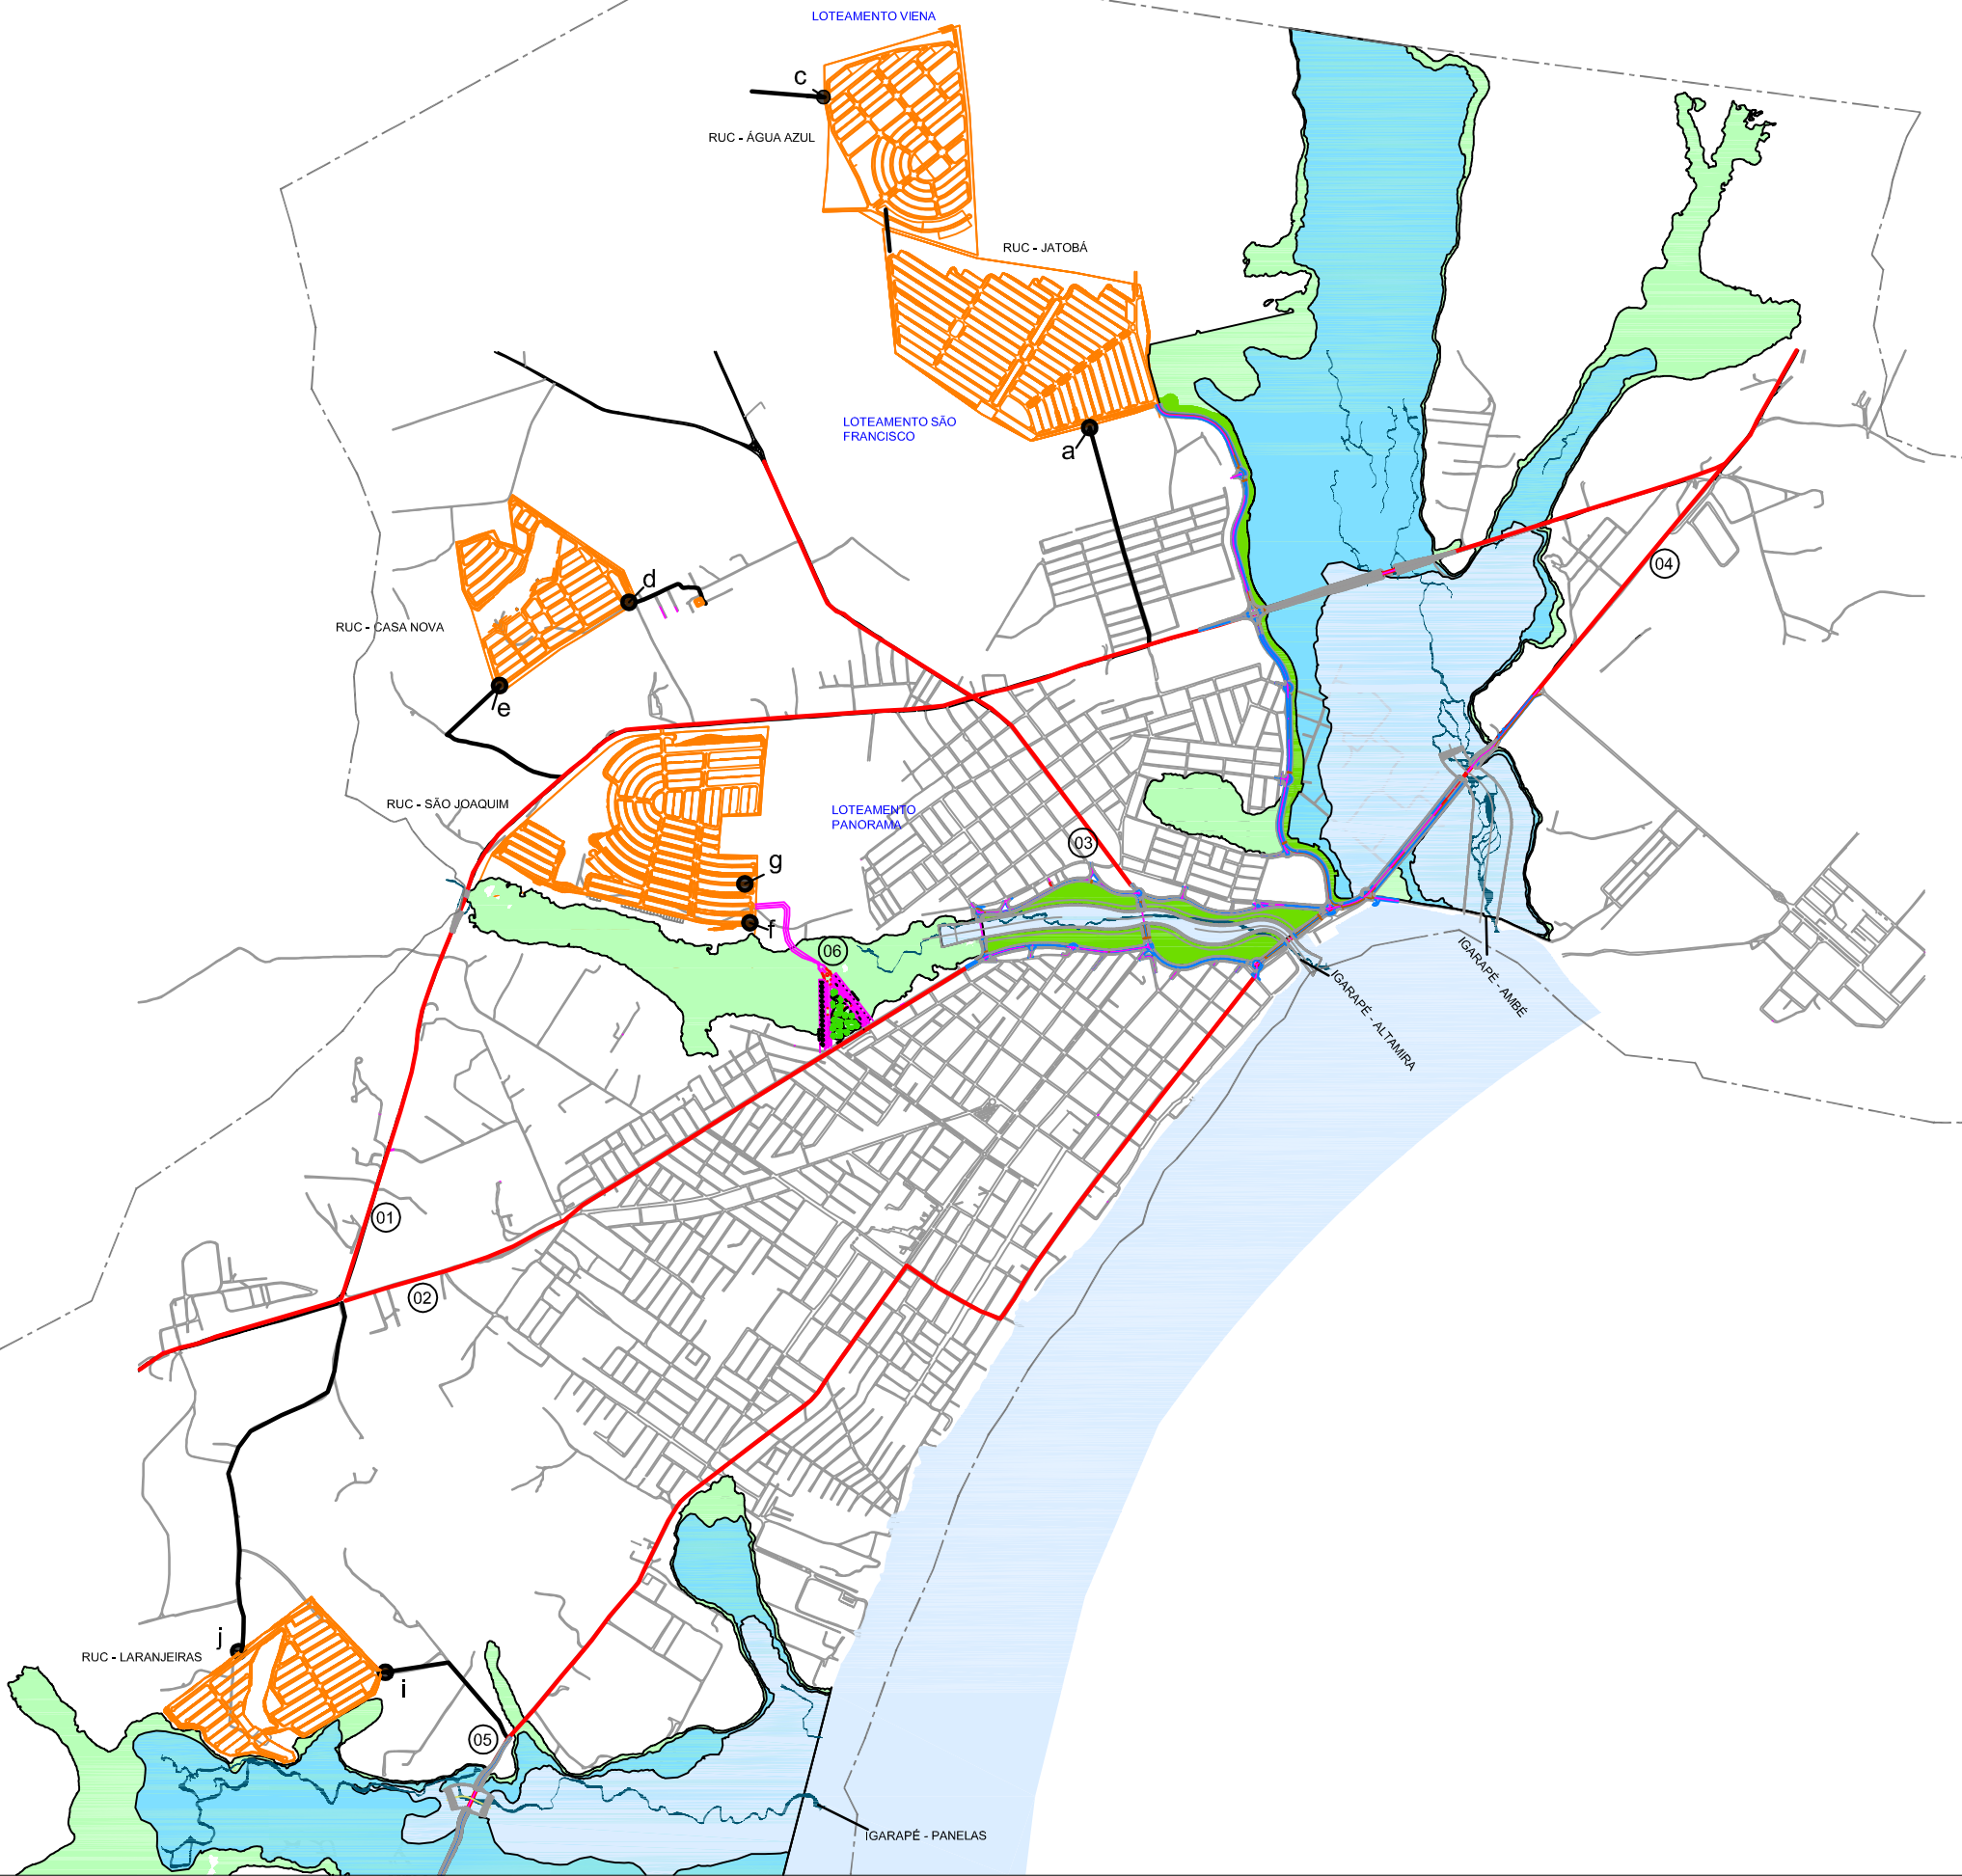 LOTEAMENTO VIENA
c
RUC - ÁGUA AZUL
RUC - JATOBÁ
LOTEAMENTO SÃO
FRANCISCO
a
04
d
RUC - CASA NOVA
e
RUC - SÃO JOAQUIM
LOTEAMENTO
PANORAMA
03
g
f
06
IGARAPÉ - AMBÉ
IGARAPÉ - ALTAMIRA
01
02
j
RUC - LARANJEIRAS
i
05
IGARAPÉ - PANELAS